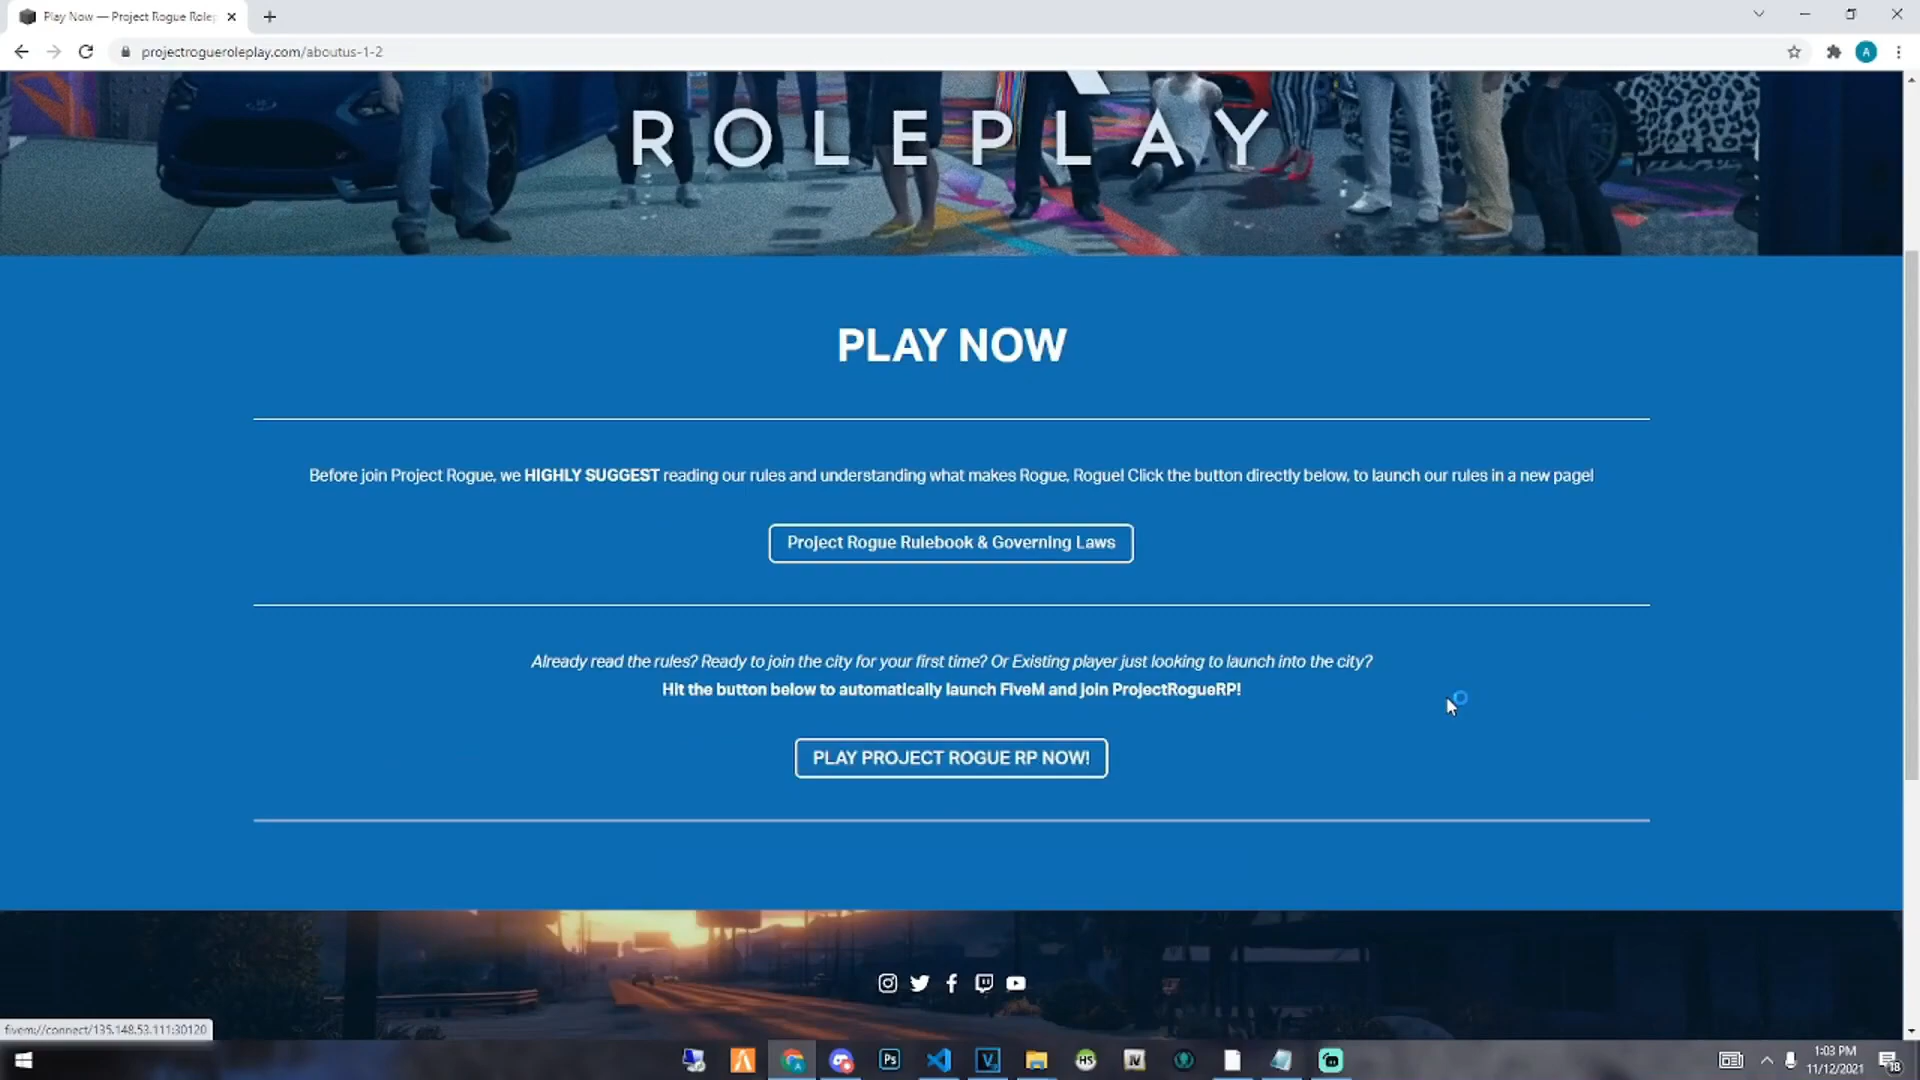 Play Now — Project Rogue Role
projectrogueroleplay.com/aboutus-1-2
A
ROLEPLAY
PLAY NOW
Before join Project Rogue, we HIGHLY SUGGEST reading our rules and understanding what makes Rogue, Rogue! Click the button directly below, to launch our rules in a new page!
Project Rogue Rulebook & Governing Laws
Already read the rules? Ready to join the city for your first time? Or Existing player just looking to launch into the city?
Hit the button below to automatically launch FiveM and join ProjectRogueRP!
PLAY PROJECT ROGUE RP NOW!
fivem://connect/135.148.53.111:30120
Ps
V
HS
IV
1:03 PM
11/12/2021
18